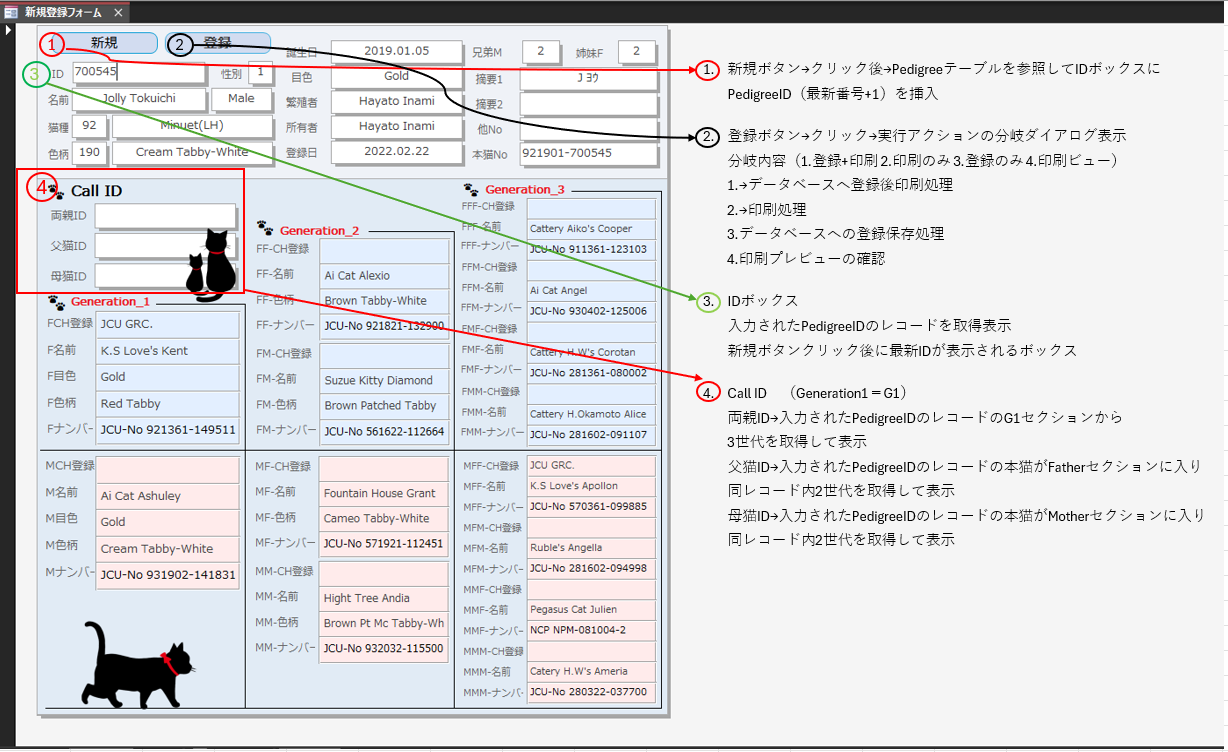 新規登録フォーム ×
① 新規
② 登録
誕生日 2019.01.05
兄弟M 2 姉妹F 2
③ ID 700545 性別 1
目色 Gold
摘要1 J ﾖｳ
名前 Jolly Tokuichi Male
繁殖者 Hayato Inami
摘要2
猫種 92 Minuet(LH)
所有者 Hayato Inami
他No
色柄 190 Cream Tabby-White
登録日 2022.02.22
本猫No 921901-700545
④ Call ID
両親ID
父猫ID
母猫ID
Generation_1
FCH登録 JCU GRC.
F名前 K.S Love's Kent
F目色 Gold
F色柄 Red Tabby
Fナンバー JCU-No 921361-149511
MCH登録
M名前 Ai Cat Ashuley
M目色 Gold
M色柄 Cream Tabby-White
Mナンバー JCU-No 931902-141831
Generation_2
FF-CH登録
FF-名前 Ai Cat Alexio
FF-色柄 Brown Tabby-White
FF-ナンバー JCU-No 921821-132900
FM-CH登録
FM-名前 Suzue Kitty Diamond
FM-色柄 Brown Patched Tabby
FM-ナンバー JCU-No 561622-112664
MF-CH登録
MF-名前 Fountain House Grant
MF-色柄 Cameo Tabby-White
MF-ナンバー JCU-No 571921-112451
MM-CH登録
MM-名前 Hight Tree Andia
MM-色柄 Brown Pt Mc Tabby-Wh
MM-ナンバー JCU-No 932032-115500
Generation_3
FFF-CH登録
FFF-名前 Cattery Aiko's Cooper
FFF-ナンバー JCU-No 911361-123103
FFM-CH登録
FFM-名前 Ai Cat Angel
FFM-ナンバー JCU-No 930402-125006
FMF-CH登録
FMF-名前 Cattery H.W's Corotan
FMF-ナンバー JCU-No 281361-080002
FMM-CH登録
FMM-名前 Cattery H.Okamoto Alice
FMM-ナンバー JCU-No 281602-091107
MFF-CH登録 JCU GRC.
MFF-名前 K.S Love's Apollon
MFF-ナンバー JCU-No 570361-099885
MFM-CH登録
MFM-名前 Ruble's Angella
MFM-ナンバー JCU-No 281602-094998
MMF-CH登録
MMF-名前 Pegasus Cat Julien
MMF-ナンバー NCP NPM-081004-2
MMM-CH登録
MMM-名前 Catery H.W's Ameria
MMM-ナンバ JCU-No 280322-037700
1. 新規ボタン→クリック後→Pedigreeテーブルを参照してIDボックスに
PedigreeID（最新番号+1）を挿入
2. 登録ボタン→クリック→実行アクションの分岐ダイアログ表示
分岐内容（1.登録+印刷 2.印刷のみ 3.登録のみ 4.印刷ビュー）
1.→データベースへ登録後印刷処理
2.→印刷処理
3.データベースへの登録保存処理
4.印刷プレビューの確認
3. IDボックス
入力されたPedigreeIDのレコードを取得表示
新規ボタンクリック後に最新IDが表示されるボックス
4. Call ID （Generation1＝G1）
両親ID→入力されたPedigreeIDのレコードのG1セクションから
3世代を取得して表示
父猫ID→入力されたPedigreeIDのレコードの本猫がFatherセクションに入り
同レコード内2世代を取得して表示
母猫ID→入力されたPedigreeIDのレコードの本猫がMotherセクションに入り
同レコード内2世代を取得して表示